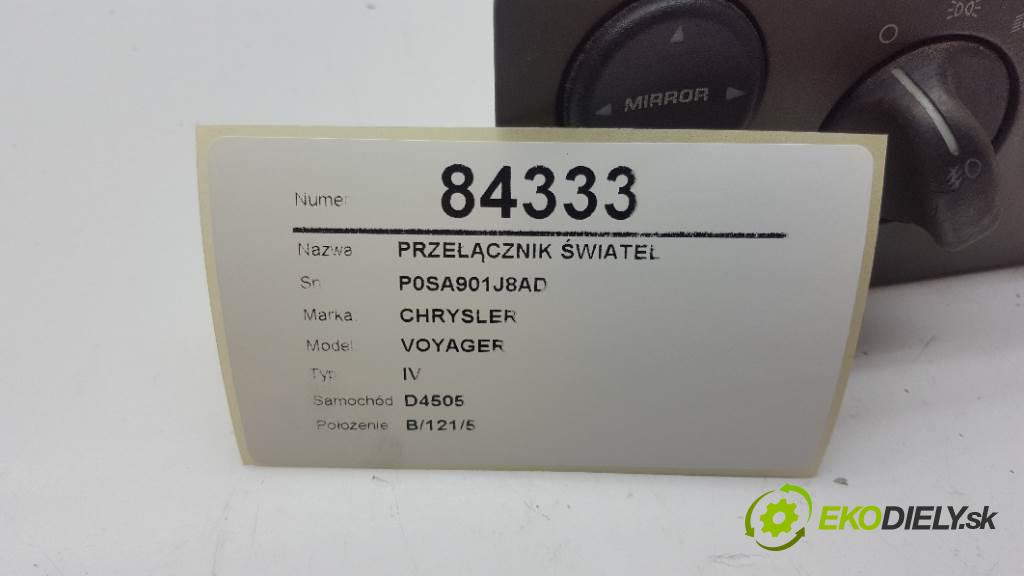 MIRROR
Numer 84333
Nazwa PRZEŁĄCZNIK ŚWIATEŁ
Sn P0SA901J8AD
Marka CHRYSLER
Model VOYAGER
Typ IV
Samochód D4505
Położenie B/121/5
EKODIELY.sk